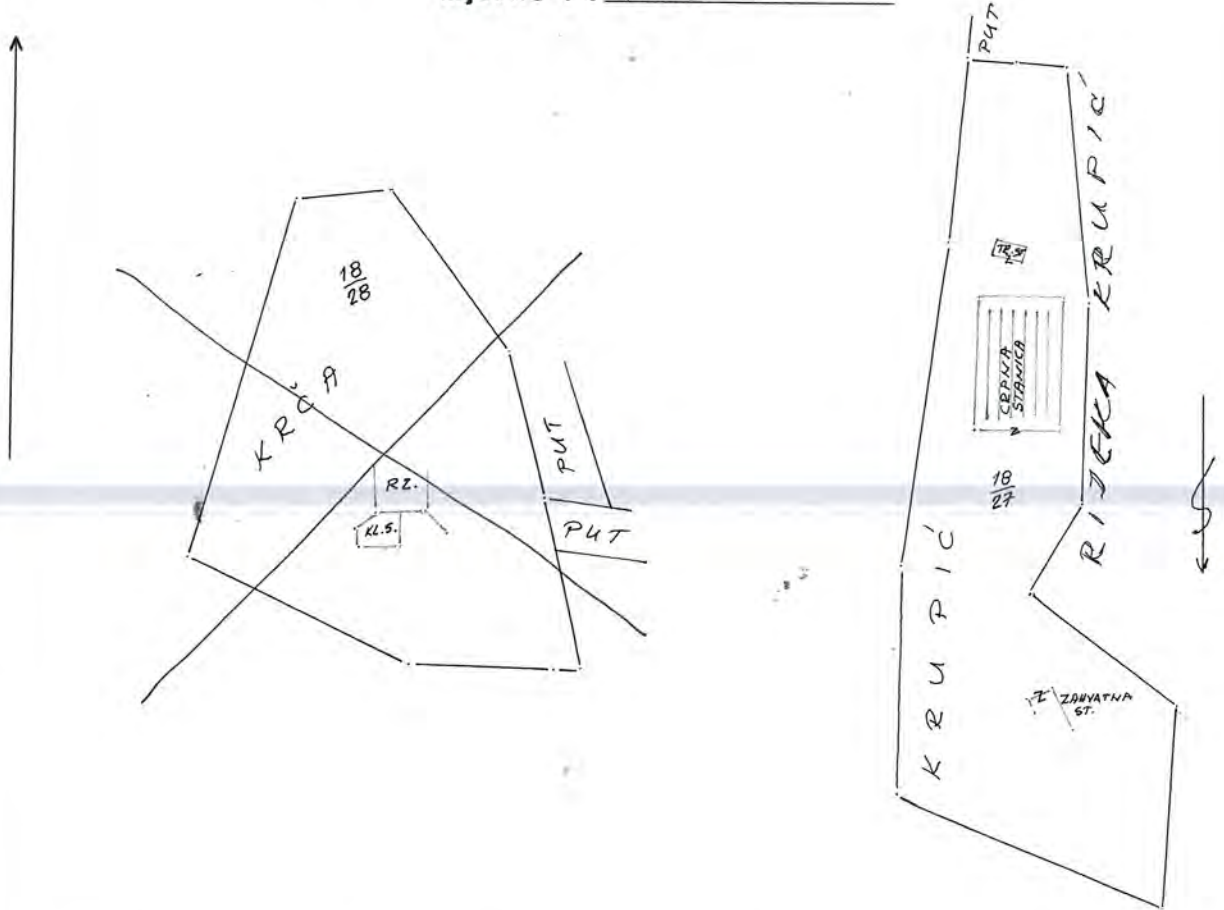 18
28
KRČA
RZ.
KL.S.
PUT
PUT
PUT
TR.ST
CRPNA
STANICA
18
27
RIJEKA KRUPIĆ
KRUPIĆ
ZAHVATNA
ST.